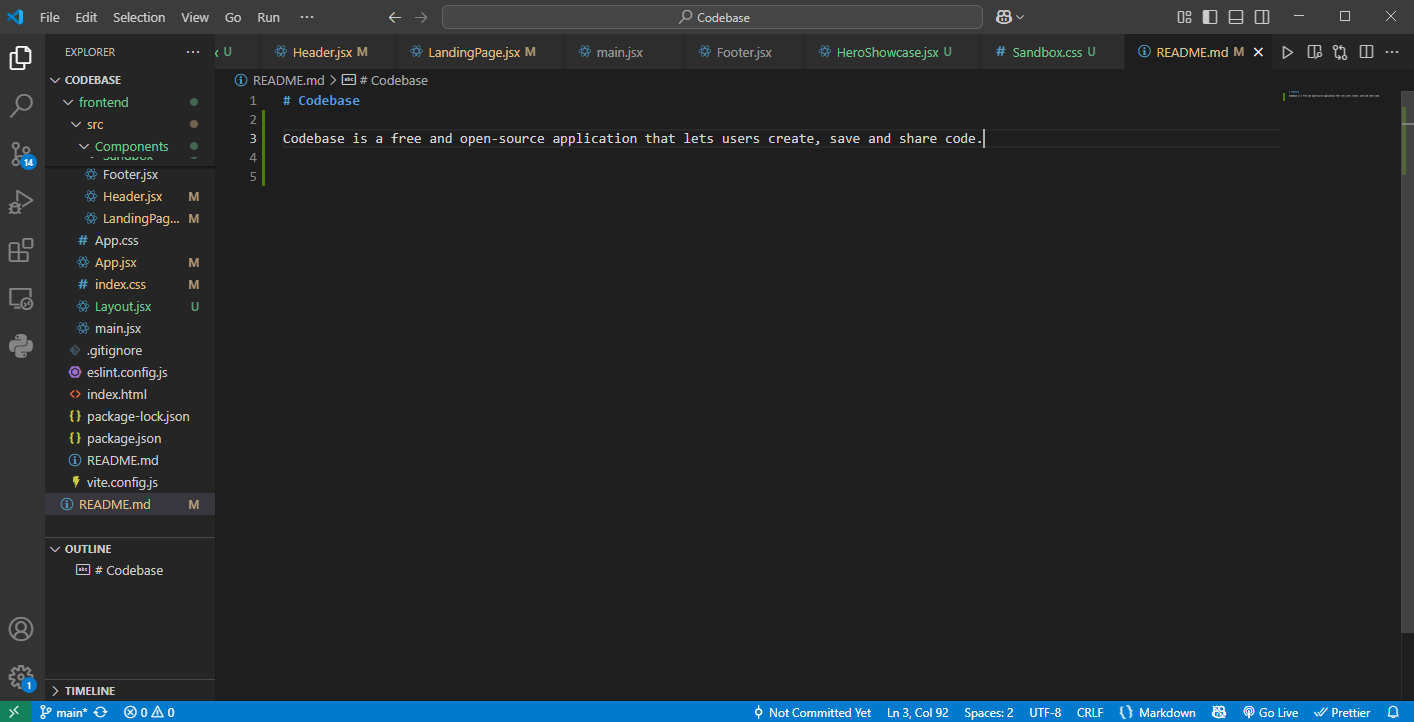 File Edit Selection View Go Run ··· Codebase
EXPLORER ···
CODEBASE
frontend
src
Components
Sandbox
Footer.jsx
Header.jsx M
LandingPag... M
App.css
App.jsx M
index.css M
Layout.jsx U
main.jsx
.gitignore
eslint.config.js
index.html
package-lock.json
package.json
README.md
vite.config.js
README.md M
OUTLINE
# Codebase
TIMELINE
14
1
x U Header.jsx M LandingPage.jsx M main.jsx Footer.jsx HeroShowcase.jsx U Sandbox.css U README.md M
README.md > # Codebase
1 # Codebase
2
3 Codebase is a free and open-source application that lets users create, save and share code.
4
5
main* 0 0 Not Committed Yet Ln 3, Col 92 Spaces: 2 UTF-8 CRLF {} Markdown Go Live Prettier